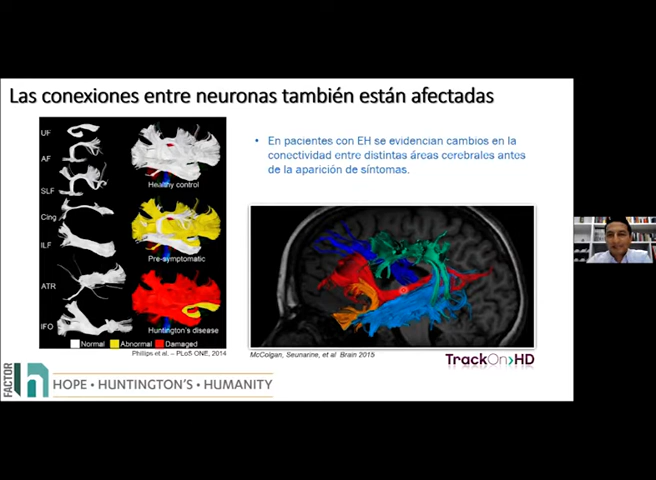 Las conexiones entre neuronas también están afectadas
UF
AF
SLF
Cing
ILF
ATR
IFO
Healthy control
Pre-symptomatic
Huntington's disease
Normal Abnormal Damaged
Phillips et al. – PLoS ONE, 2014
• En pacientes con EH se evidencian cambios en la
conectividad entre distintas áreas cerebrales antes
de la aparición de síntomas.
McColgan, Seunarine, et al Brain 2015
TrackOn>HD
FACTOR
h
HOPE • HUNTINGTON'S • HUMANITY